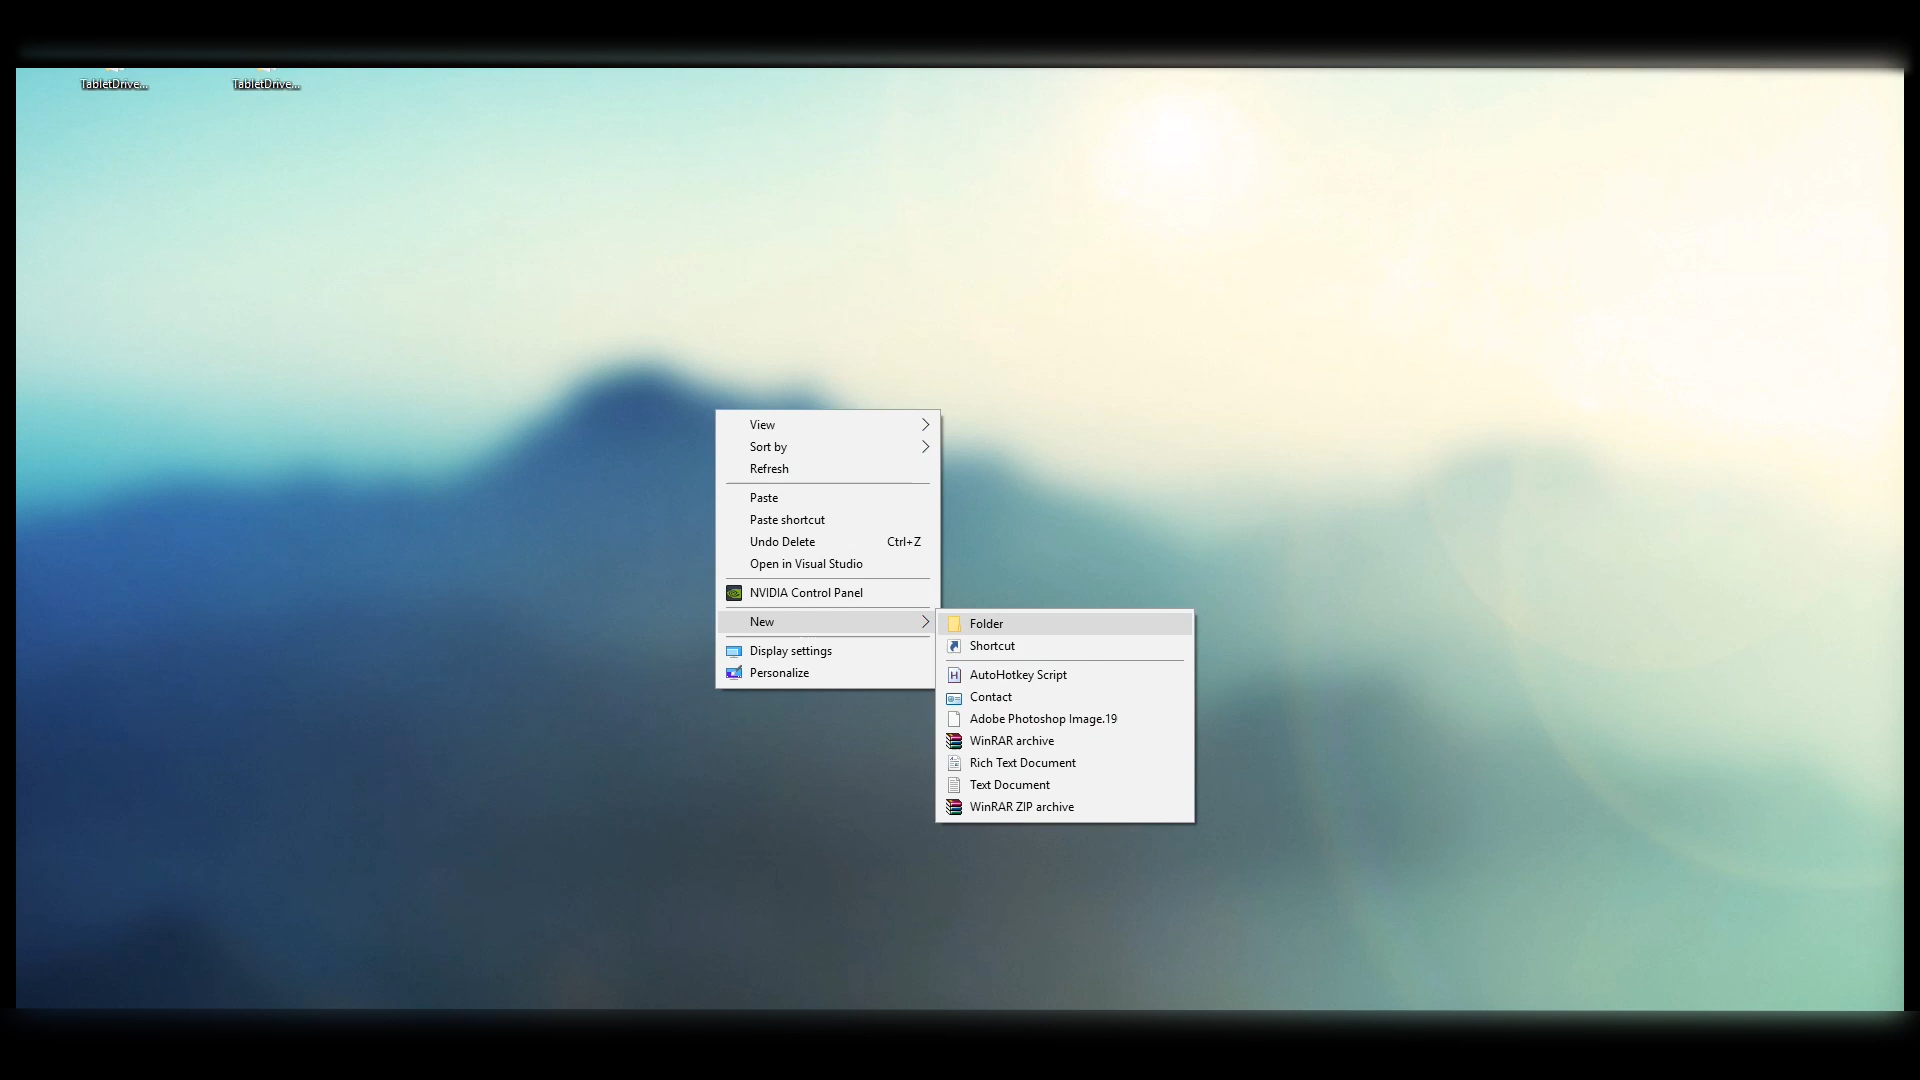 TabletDrive...
TabletDrive...
View
Sort by
Refresh
Paste
Paste shortcut
Undo Delete Ctrl+Z
Open in Visual Studio
NVIDIA Control Panel
New
Display settings
Personalize
Folder
Shortcut
AutoHotkey Script
Contact
Adobe Photoshop Image.19
WinRAR archive
Rich Text Document
Text Document
WinRAR ZIP archive